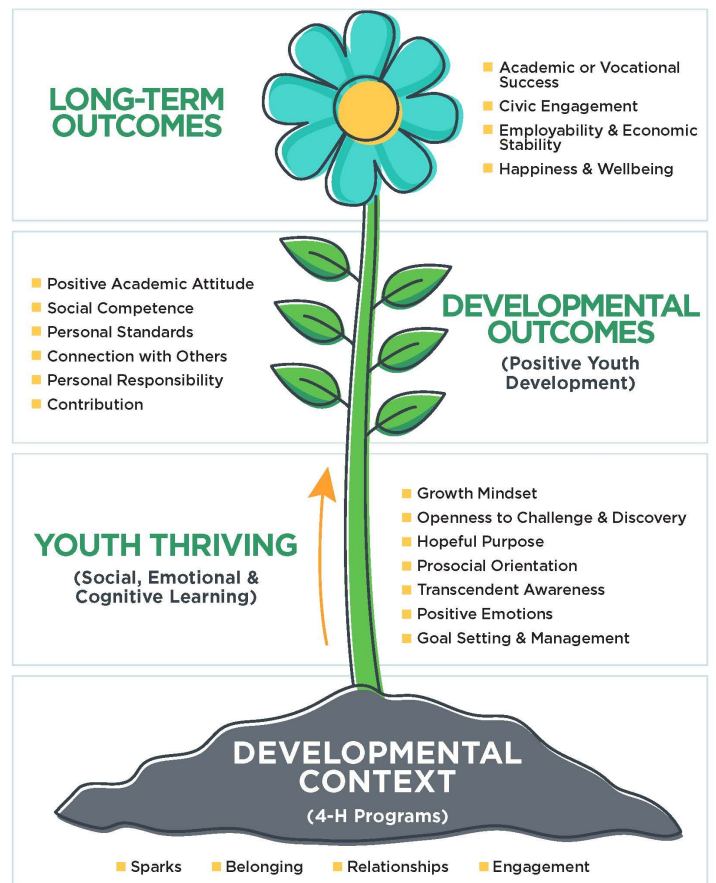 LONG-TERM
OUTCOMES
Academic or Vocational
Success
Civic Engagement
Employability & Economic
Stability
Happiness & Wellbeing
Positive Academic Attitude
Social Competence
Personal Standards
Connection with Others
Personal Responsibility
Contribution
DEVELOPMENTAL
OUTCOMES
(Positive Youth
Development)
YOUTH THRIVING
(Social, Emotional &
Cognitive Learning)
Growth Mindset
Openness to Challenge & Discovery
Hopeful Purpose
Prosocial Orientation
Transcendent Awareness
Positive Emotions
Goal Setting & Management
DEVELOPMENTAL
CONTEXT
(4-H Programs)
Sparks Belonging Relationships Engagement